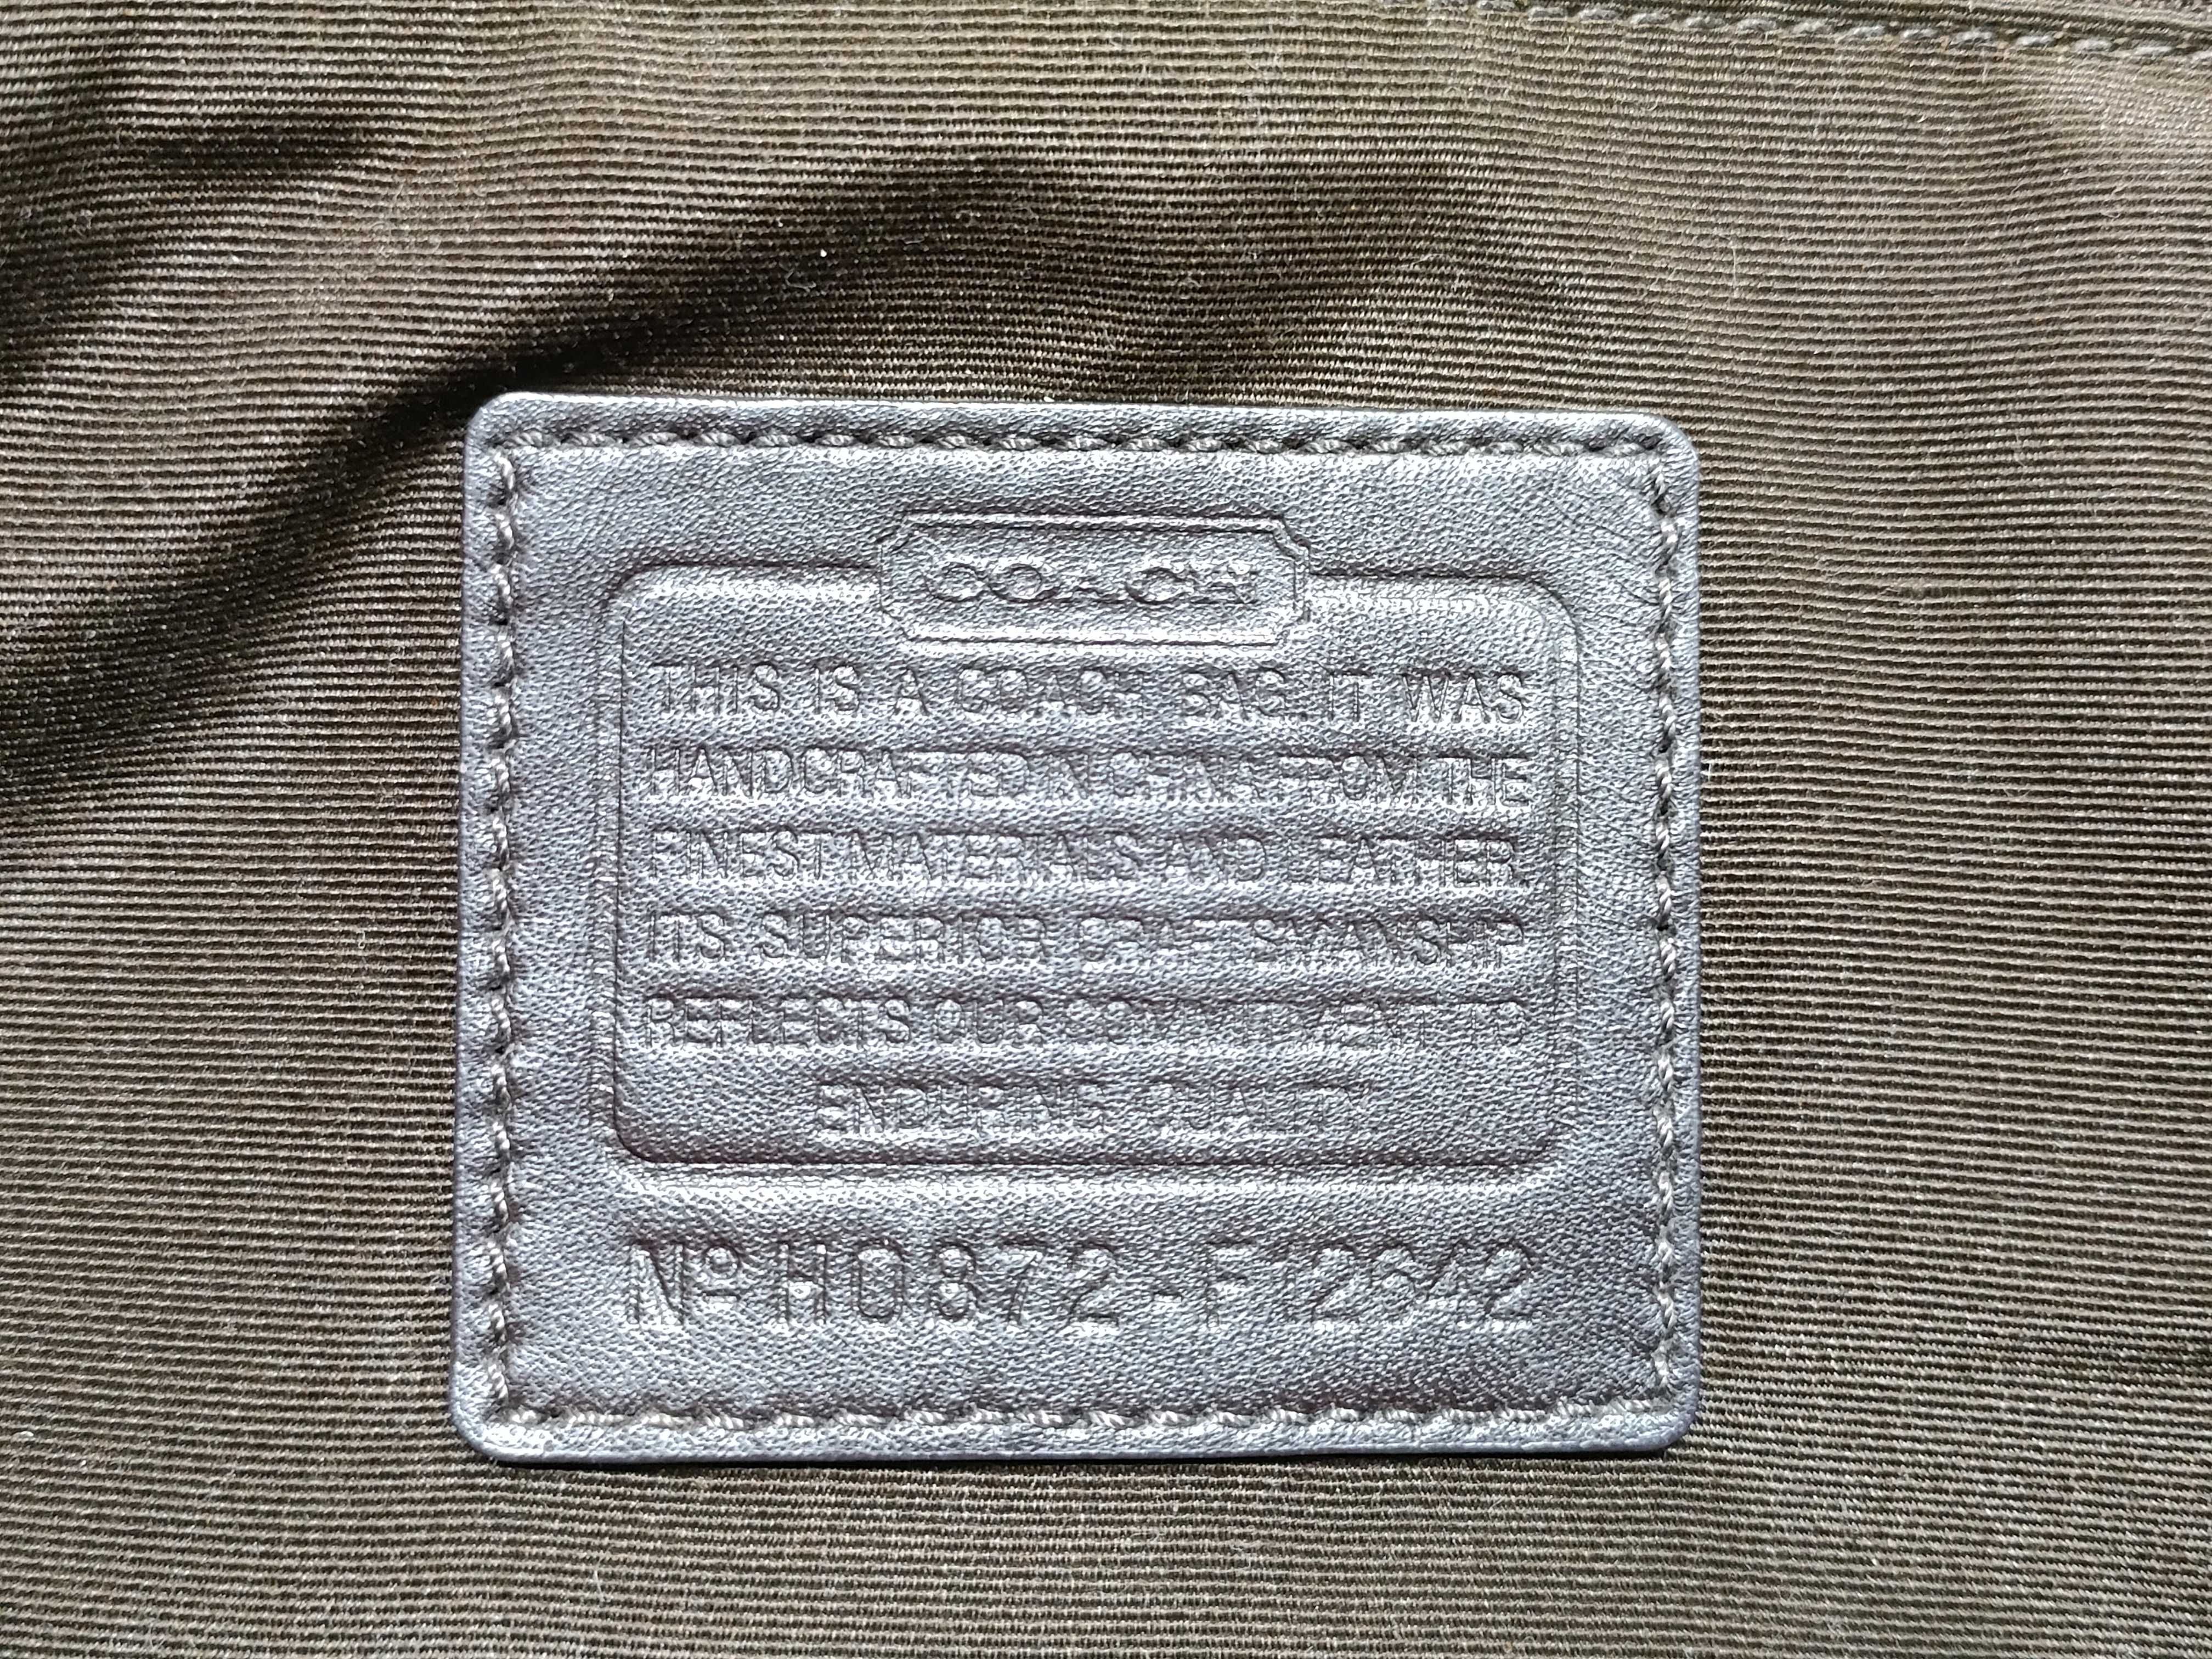 COACH
THIS IS A COACH BAG. IT WAS
HANDCRAFTED IN CHINA FROM THE
FINEST MATERIALS AND LEATHER.
ITS SUPERIOR CRAFTSMANSHIP
REFLECTS OUR COMMITMENT TO
ENDURING QUALITY.
Nº H0872-F12642